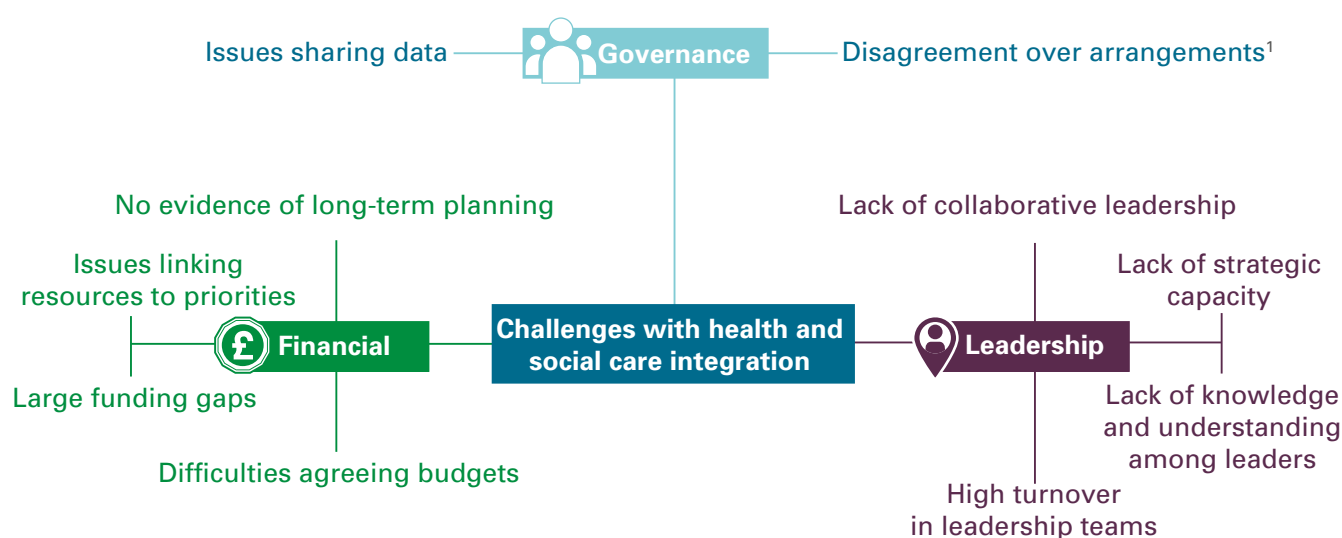 Issues sharing data
Governance
Disagreement over arrangements¹
No evidence of long-term planning
Issues linking
resources to priorities
£
Financial
Large funding gaps
Difficulties agreeing budgets
Challenges with health and
social care integration
Lack of collaborative leadership
Lack of strategic
capacity
Leadership
Lack of knowledge
and understanding
among leaders
High turnover
in leadership teams